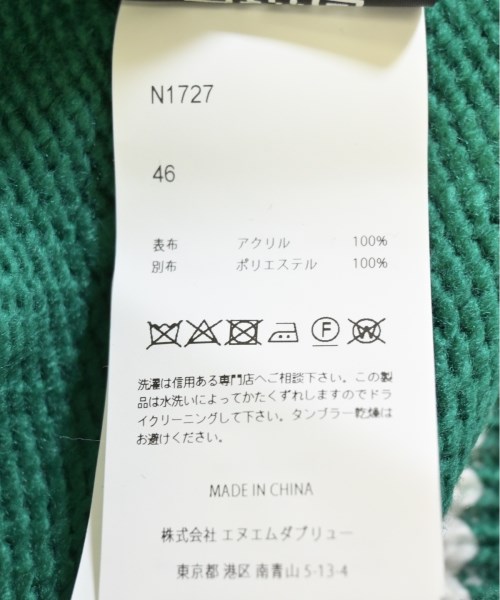 N1727
46
表布 アクリル 100%
別布 ポリエステル 100%
F W
洗濯は信用ある専門店へご相談下さい。この製
品は水洗いによってかたくずれしますのでドラ
イクリーニングして下さい。タンブラー乾燥は
お避けください。
MADE IN CHINA
株式会社 エヌエムダブリュー
東京都 港区 南青山 5-13-4